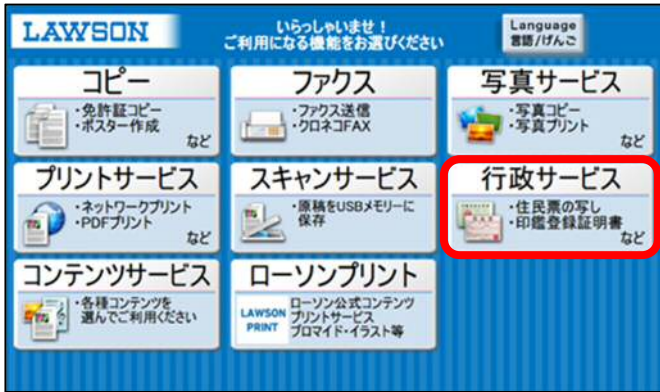 LAWSON
いらっしゃいませ！
ご利用になる機能をお選びください
Language
言語/げんご
コピー
・免許証コピー
・ポスター作成
など
ファクス
・ファクス送信
・クロネコFAX
写真サービス
・写真コピー
・写真プリント
など
プリントサービス
・ネットワークプリント
・PDFプリント
など
スキャンサービス
・原稿をUSBメモリーに
保存
行政サービス
・住民票の写し
・印鑑登録証明書
など
コンテンツサービス
・各種コンテンツを
選んでご利用ください
ローソンプリント
LAWSON
PRINT
ローソン公式コンテンツ
プリントサービス
ブロマイド・イラスト等